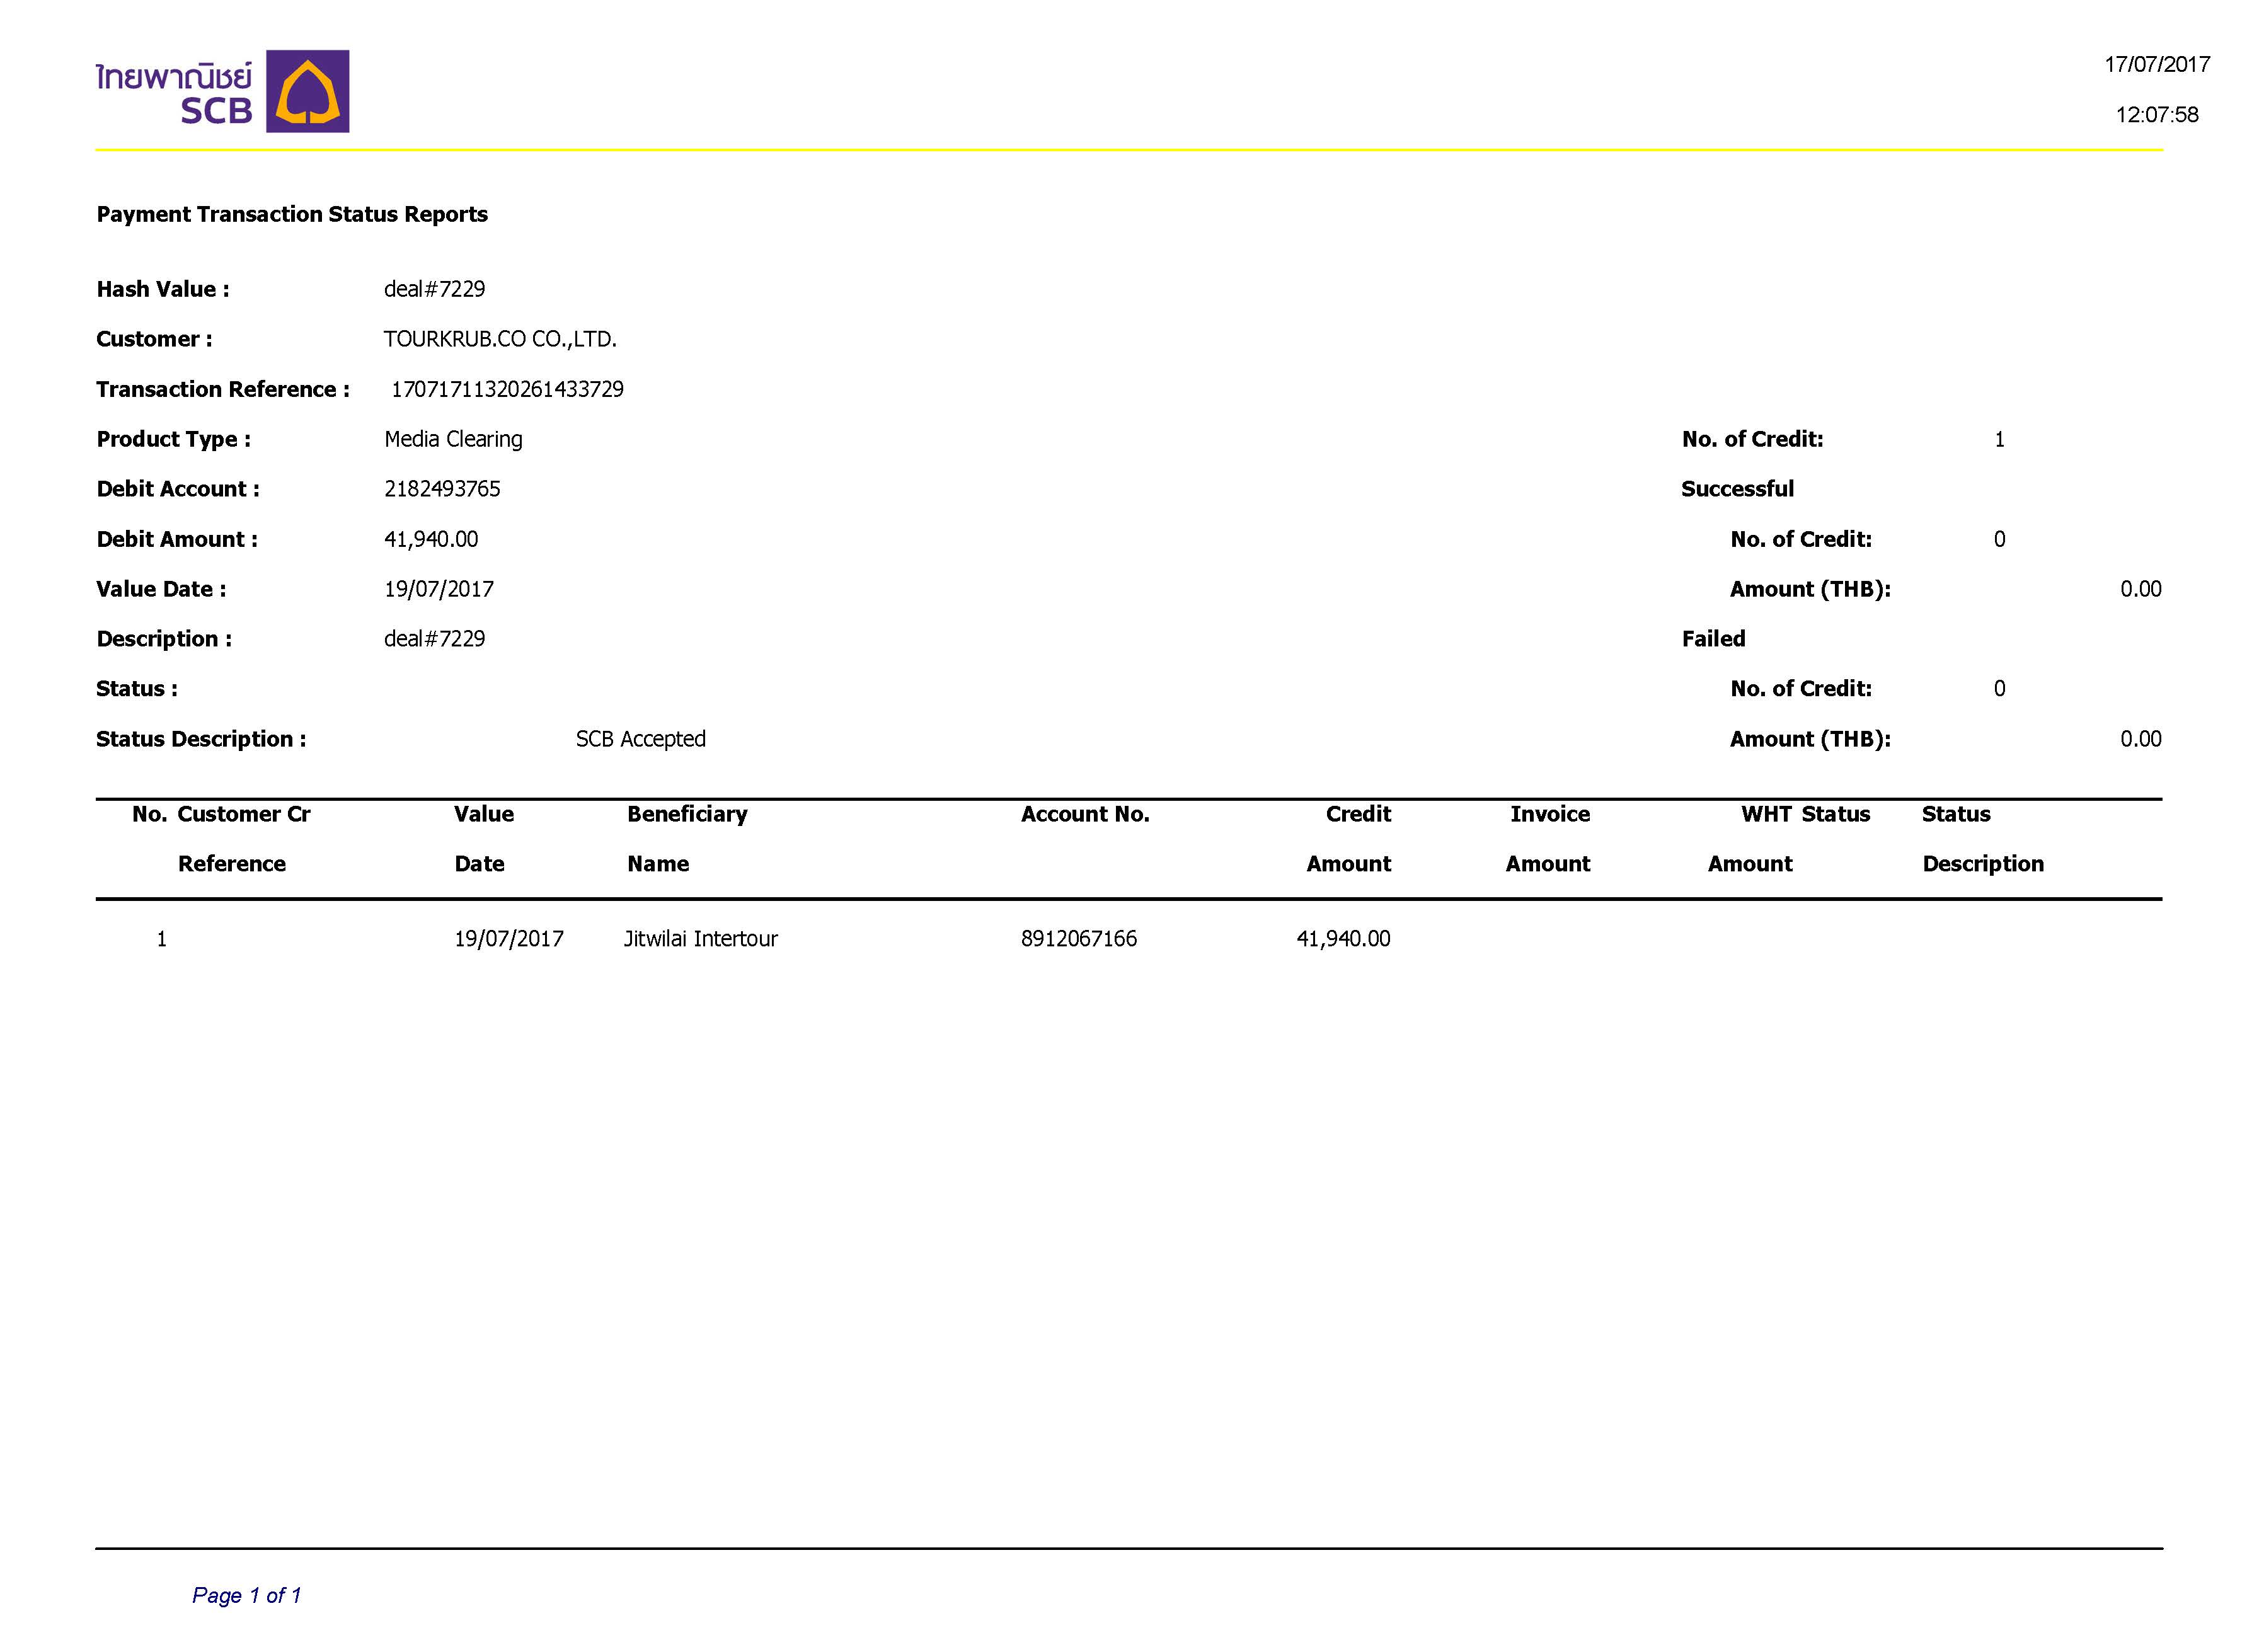 ไทยพาณิชย์
SCB
17/07/2017
12:07:58
Payment Transaction Status Reports
Hash Value : deal#7229
Customer : TOURKRUB.CO CO.,LTD.
Transaction Reference : 17071711320261433729
Product Type : Media Clearing No. of Credit: 1
Debit Account : 2182493765 Successful
Debit Amount : 41,940.00 No. of Credit: 0
Value Date : 19/07/2017 Amount (THB): 0.00
Description : deal#7229 Failed
Status : No. of Credit: 0
Status Description : SCB Accepted Amount (THB): 0.00
No. Customer Cr Value Beneficiary Account No. Credit Invoice WHT Status Status
Reference Date Name Amount Amount Amount Description
1 19/07/2017 Jitwilai Intertour 8912067166 41,940.00
Page 1 of 1